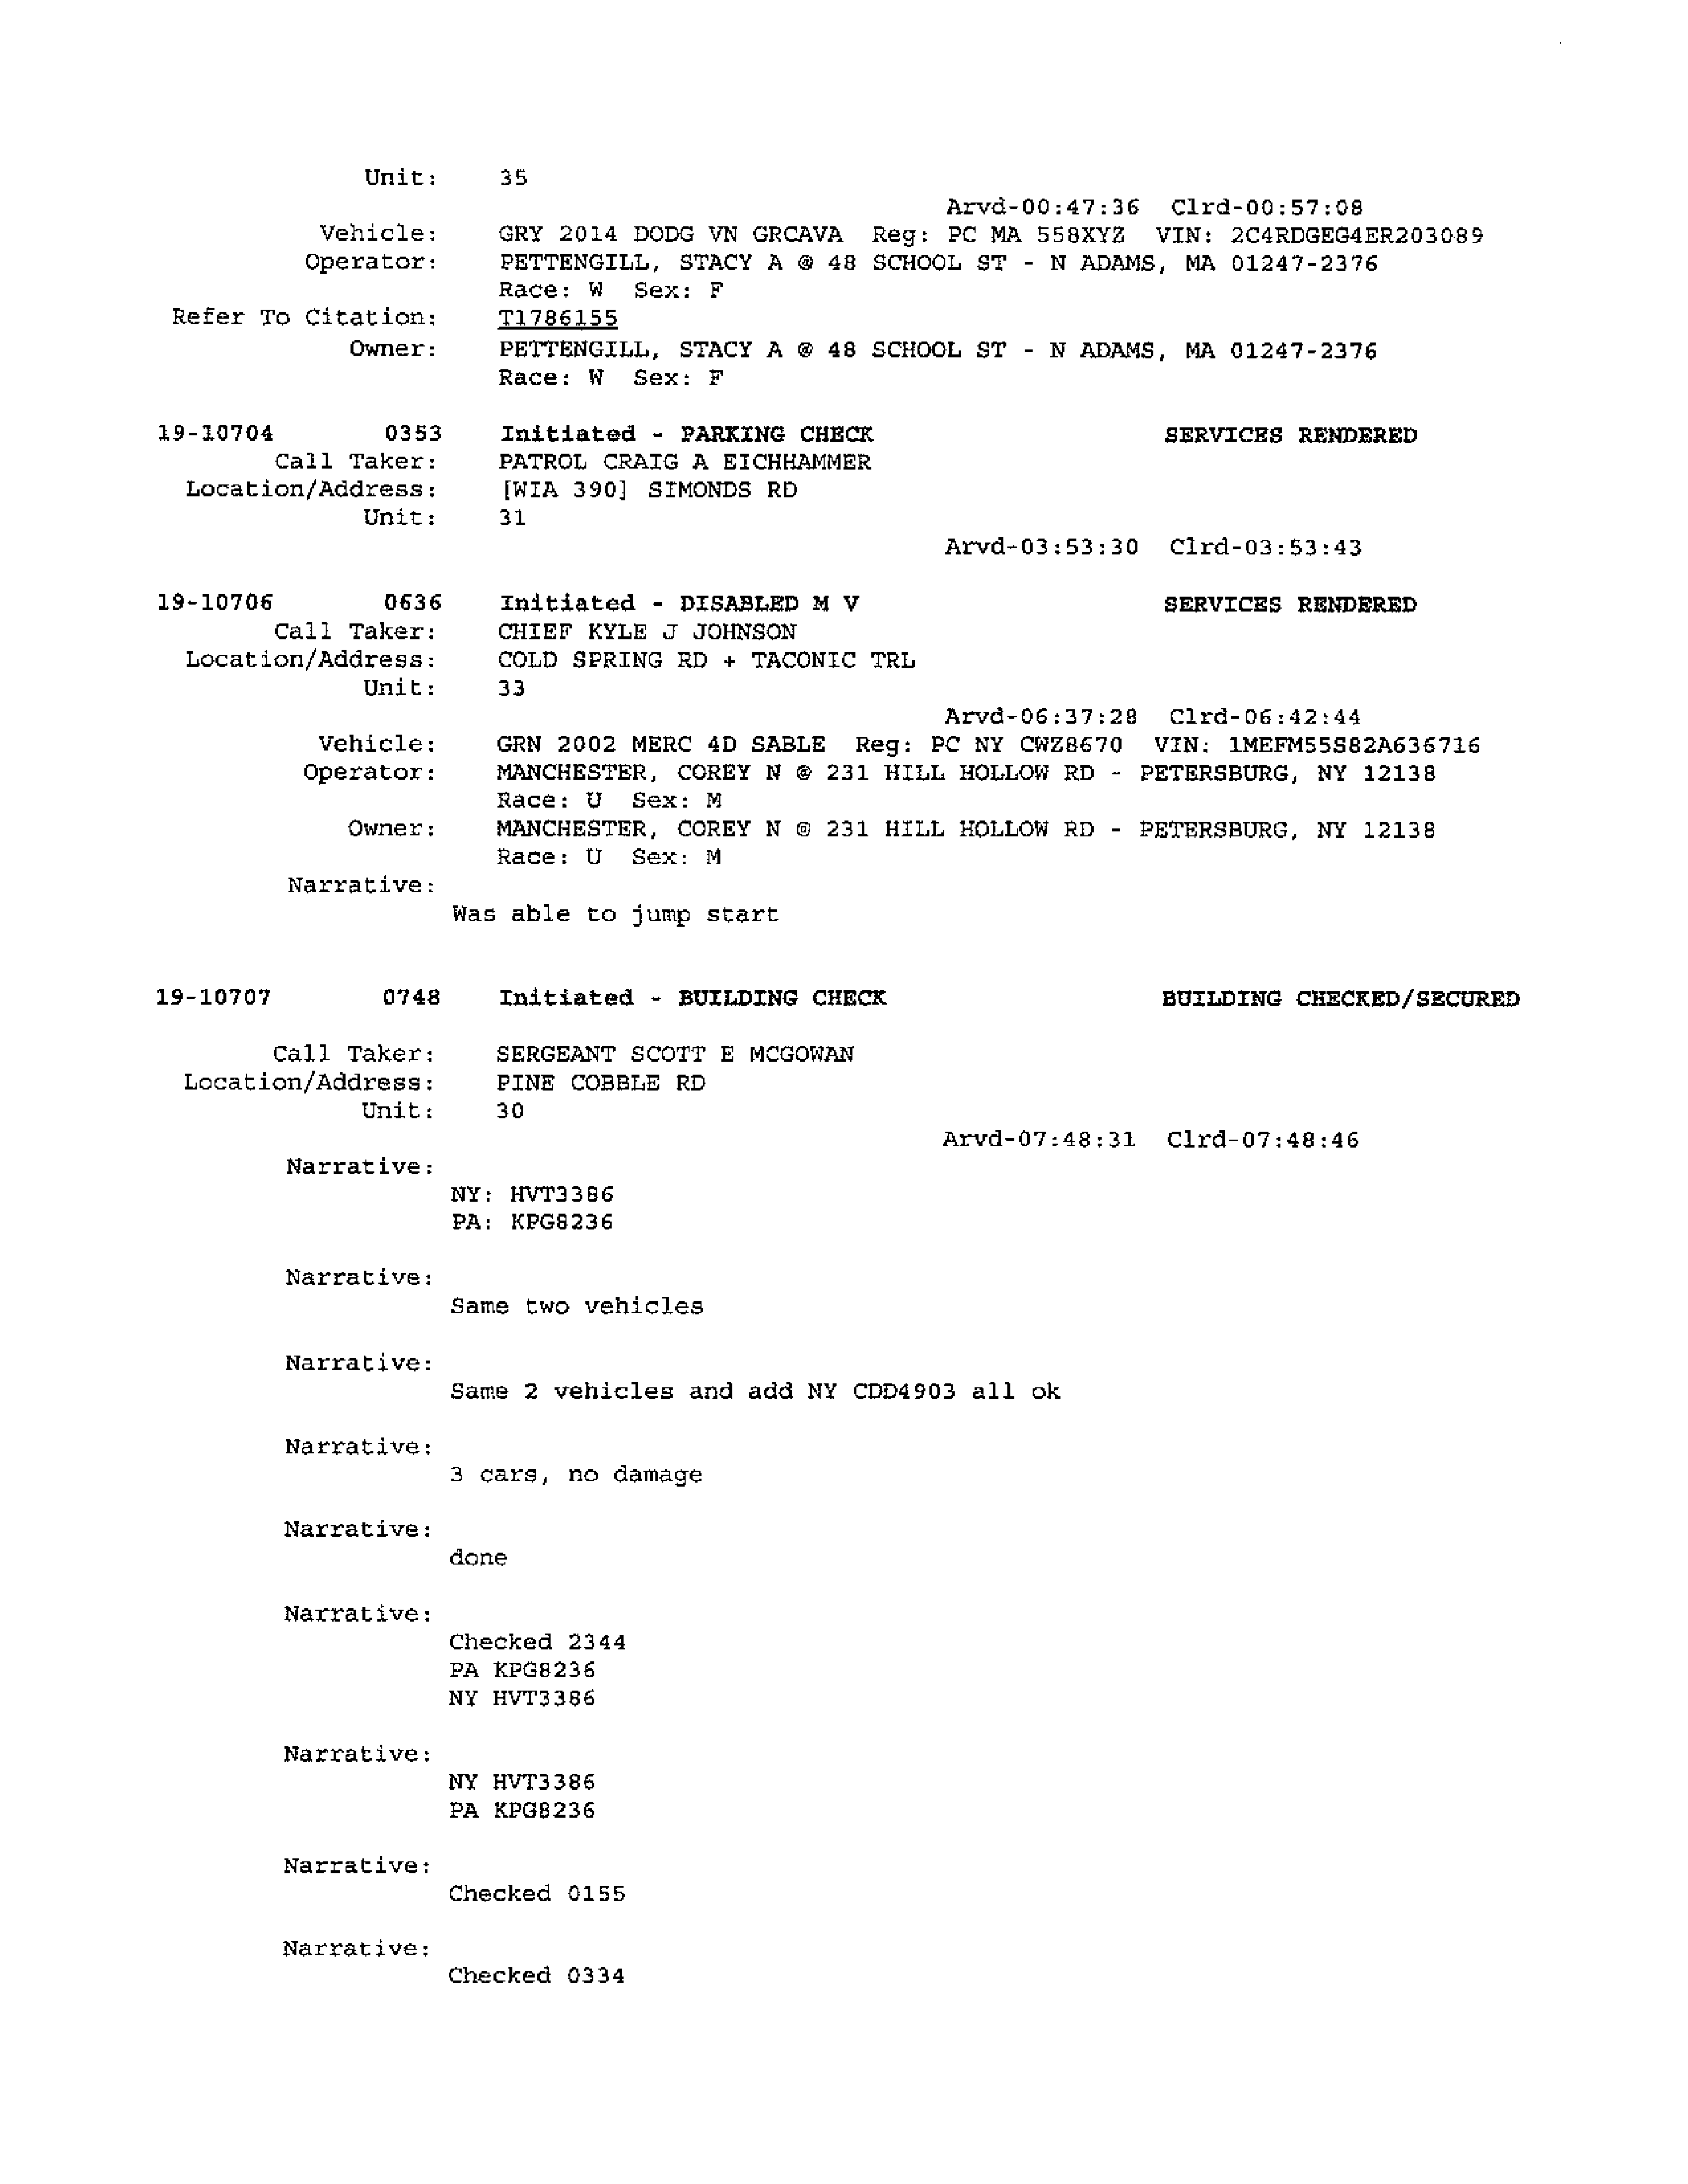 Unit: 35
Arvd-00:47:36 Clrd-00:57:08
Vehicle: GRY 2014 DODG VN GRCAVA Reg: PC MA 558XYZ VIN: 2C4RDGEG4ER203089
Operator: PETTENGILL, STACY A @ 48 SCHOOL ST - N ADAMS, MA 01247-2376
Race: W Sex: F
Refer To Citation: T1786155
Owner: PETTENGILL, STACY A @ 48 SCHOOL ST - N ADAMS, MA 01247-2376
Race: W Sex: F
19-10704 0353 Initiated - PARKING CHECK SERVICES RENDERED
Call Taker: PATROL CRAIG A EICHHAMMER
Location/Address: [WIA 390] SIMONDS RD
Unit: 31
Arvd-03:53:30 Clrd-03:53:43
19-10706 0636 Initiated - DISABLED M V SERVICES RENDERED
Call Taker: CHIEF KYLE J JOHNSON
Location/Address: COLD SPRING RD + TACONIC TRL
Unit: 33
Arvd-06:37:28 Clrd-06:42:44
Vehicle: GRN 2002 MERC 4D SABLE Reg: PC NY CWZ8670 VIN: 1MEFM55S82A636716
Operator: MANCHESTER, COREY N @ 231 HILL HOLLOW RD - PETERSBURG, NY 12138
Race: U Sex: M
Owner: MANCHESTER, COREY N @ 231 HILL HOLLOW RD - PETERSBURG, NY 12138
Race: U Sex: M
Narrative:
Was able to jump start
19-10707 0748 Initiated - BUILDING CHECK BUILDING CHECKED/SECURED
Call Taker: SERGEANT SCOTT E MCGOWAN
Location/Address: PINE COBBLE RD
Unit: 30
Arvd-07:48:31 Clrd-07:48:46
Narrative:
NY: HVT3386
PA: KPG8236
Narrative:
Same two vehicles
Narrative:
Same 2 vehicles and add NY CDD4903 all ok
Narrative:
3 cars, no damage
Narrative:
done
Narrative:
Checked 2344
PA KPG8236
NY HVT3386
Narrative:
NY HVT3386
PA KPG8236
Narrative:
Checked 0155
Narrative:
Checked 0334